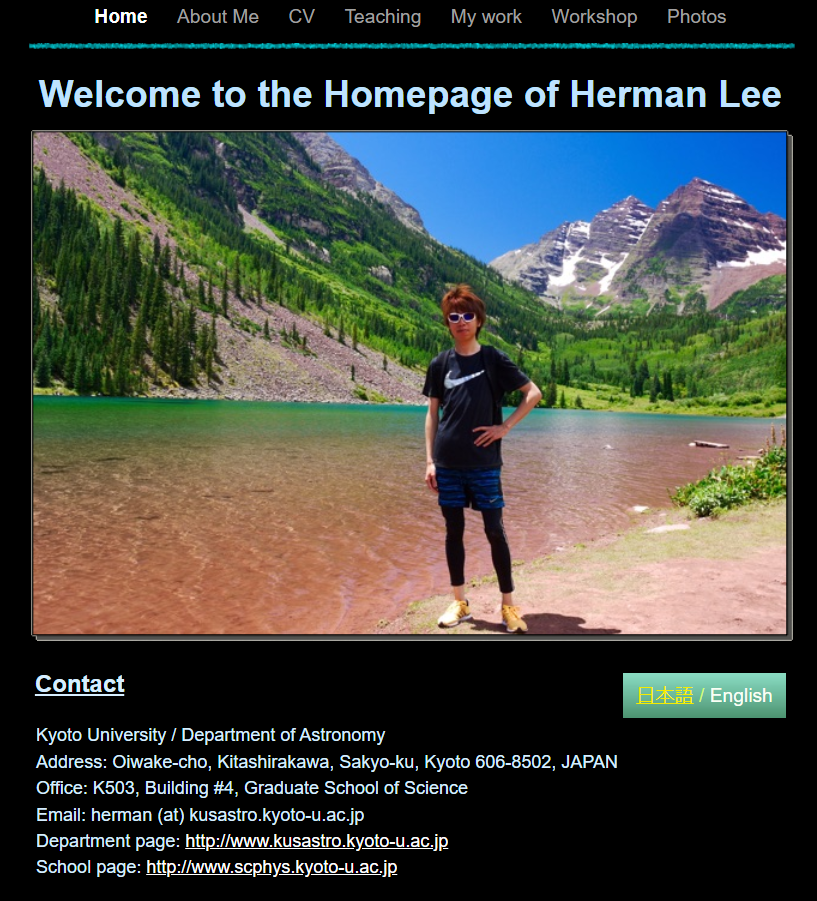 Home About Me CV Teaching My work Workshop Photos
Welcome to the Homepage of Herman Lee
Contact
日本語 / English
Kyoto University / Department of Astronomy
Address: Oiwake-cho, Kitashirakawa, Sakyo-ku, Kyoto 606-8502, JAPAN
Office: K503, Building #4, Graduate School of Science
Email: herman (at) kusastro.kyoto-u.ac.jp
Department page: http://www.kusastro.kyoto-u.ac.jp
School page: http://www.scphys.kyoto-u.ac.jp